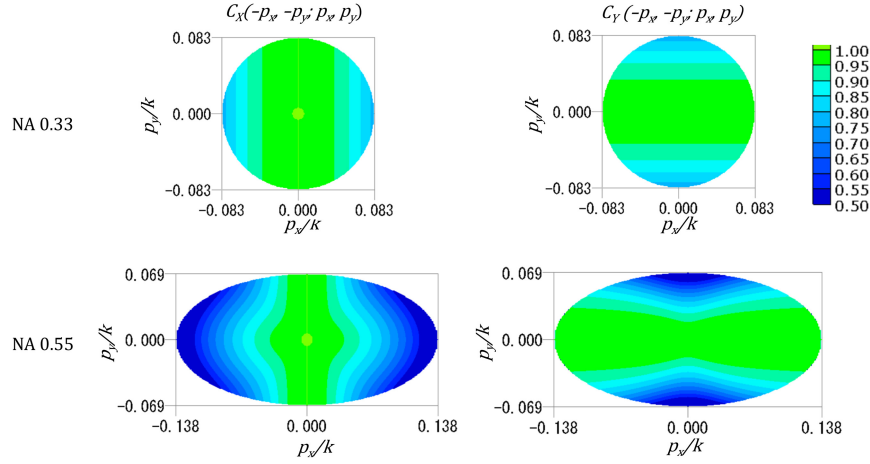 C_X(-p_x, -p_y; p_x, p_y)
C_Y(-p_x, -p_y; p_x, p_y)
NA 0.33
p_y/k
0.083
0.000
-0.083
-0.083
0.000
0.083
p_x/k
p_y/k
0.083
0.000
-0.083
-0.083
0.000
0.083
p_x/k
1.00
0.95
0.90
0.85
0.80
0.75
0.70
0.65
0.60
0.55
0.50
NA 0.55
p_y/k
0.069
0.000
-0.069
-0.138
0.000
0.138
p_x/k
p_y/k
0.069
0.000
-0.069
-0.138
0.000
0.138
p_x/k